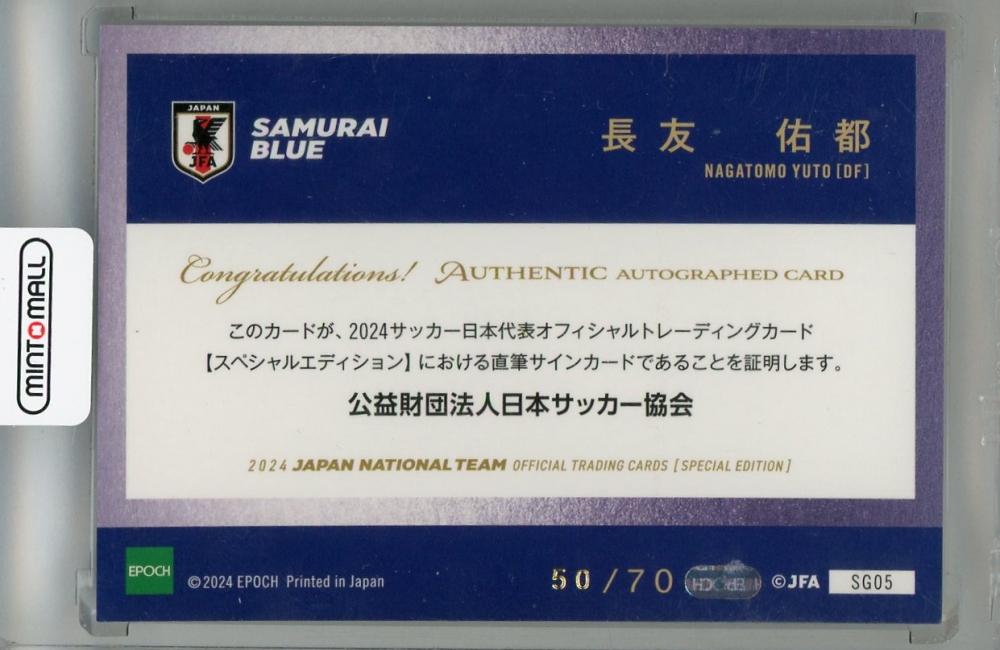 JAPAN
JFA
SAMURAI
BLUE
長友 佑都
NAGATOMO YUTO [DF]
MINT MALL
Congratulations! AUTHENTIC AUTOGRAPHED CARD
このカードが、2024サッカー日本代表オフィシャルトレーディングカード
【スペシャルエディション】における直筆サインカードであることを証明します。
公益財団法人日本サッカー協会
2024 JAPAN NATIONAL TEAM OFFICIAL TRADING CARDS [SPECIAL EDITION]
EPOCH
©2024 EPOCH Printed in Japan
50/70
©JFA
SG05